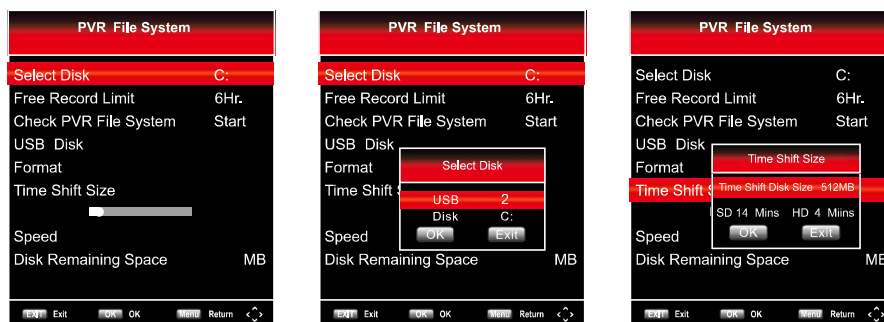 PVR File System
Select Disk C:
Free Record Limit 6Hr.
Check PVR File System Start
USB Disk
Format
Time Shift Size
Speed
Disk Remaining Space MB
EXIT Exit OK OK Menu Return
PVR File System
Select Disk C:
Free Record Limit 6Hr.
Check PVR File System Start
USB Disk
Format
Time Shift
Speed
Disk Remaining Space MB
Select Disk
USB 2
Disk C:
OK Exit
EXIT Exit OK OK Menu Return
PVR File System
Select Disk C:
Free Record Limit 6Hr.
Check PVR File System Start
USB Disk
Format
Time Shift
Speed
Disk Remaining Space MB
Time Shift Size
Time Shift Disk Size 512MB
SD 14 Mins HD 4 Miins
OK Exit
EXIT Exit OK OK Menu Return